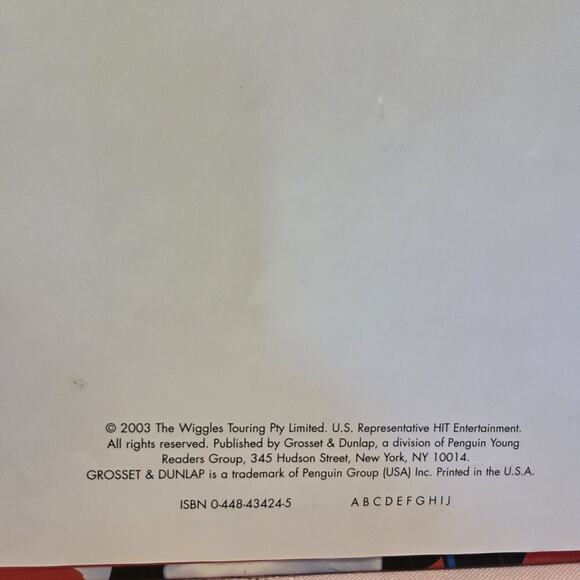 © 2003 The Wiggles Touring Pty Limited. U.S. Representative HIT Entertainment.
All rights reserved. Published by Grosset & Dunlap, a division of Penguin Young
Readers Group, 345 Hudson Street, New York, NY 10014.
GROSSET & DUNLAP is a trademark of Penguin Group (USA) Inc. Printed in the U.S.A.
ISBN 0-448-43424-5 A B C D E F G H I J